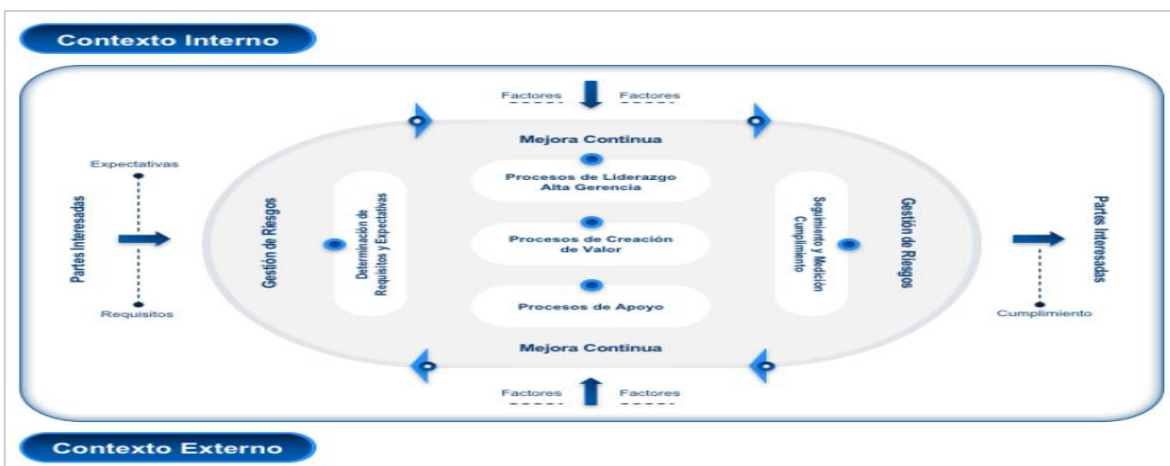 Contexto Interno
Factores
Factores
Mejora Continua
Expectativas
Partes Interesadas
Requisitos
Gestión de Riesgos
Determinación de
Requisitos y Expectativas
Procesos de Liderazgo
Alta Gerencia
Procesos de Creación
de Valor
Procesos de Apoyo
Seguimiento y Medición
Cumplimiento
Gestión de Riesgos
Partes Interesadas
Cumplimiento
Mejora Continua
Factores
Factores
Contexto Externo